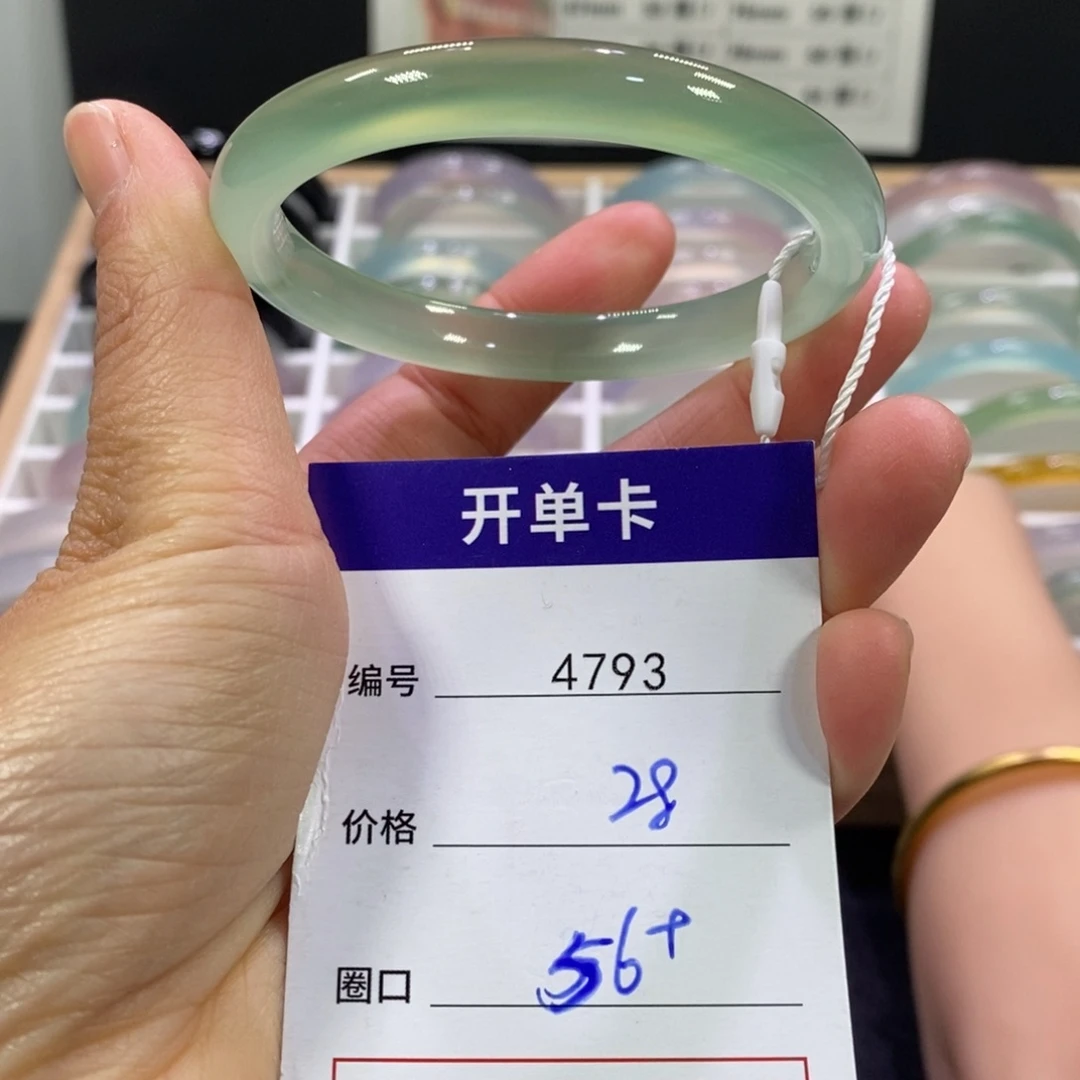 开单卡
编号 4793
价格 28
圈口 56+